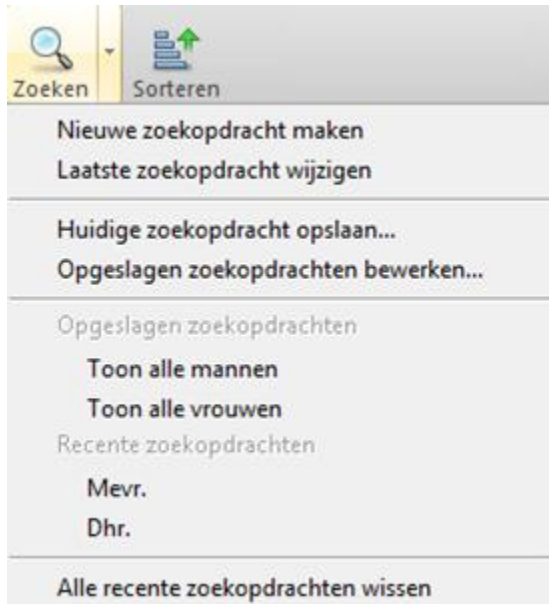 Zoeken Sorteren
Nieuwe zoekopdracht maken
Laatste zoekopdracht wijzigen
Huidige zoekopdracht opslaan...
Opgeslagen zoekopdrachten bewerken...
Opgeslagen zoekopdrachten
Toon alle mannen
Toon alle vrouwen
Recente zoekopdrachten
Mevr.
Dhr.
Alle recente zoekopdrachten wissen